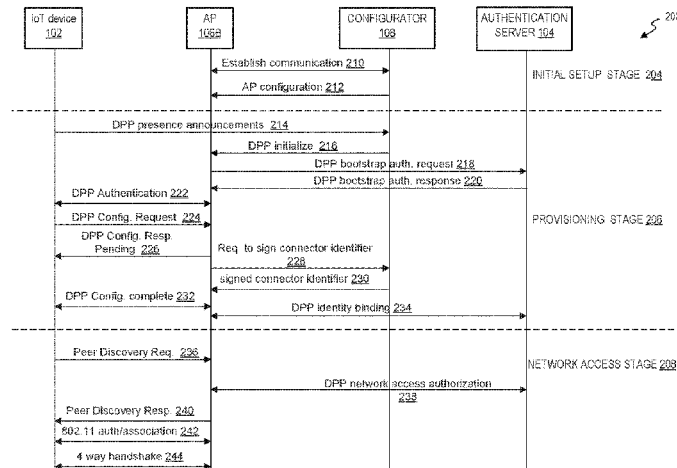 IoT device
102
AP
106B
CONFIGURATOR
108
AUTHENTICATION
SERVER 104
Establish communication 210
INITIAL SETUP STAGE 204
AP configuration 212
DPP presence announcements 214
DPP initialize 216
DPP bootstrap auth. request 218
DPP bootstrap auth. response 220
DPP Authentication 222
DPP Config. Request 224
PROVISIONING STAGE 206
DPP Config. Resp.
Pending 226
Req. to sign connector identifier
228
signed connector identifier 230
DPP Config. complete 232
DPP identity binding 234
Peer Discovery Req. 236
NETWORK ACCESS STAGE 208
DPP network access authorization
238
Peer Discovery Resp. 240
802.11 auth/association 242
4 way handshake 244